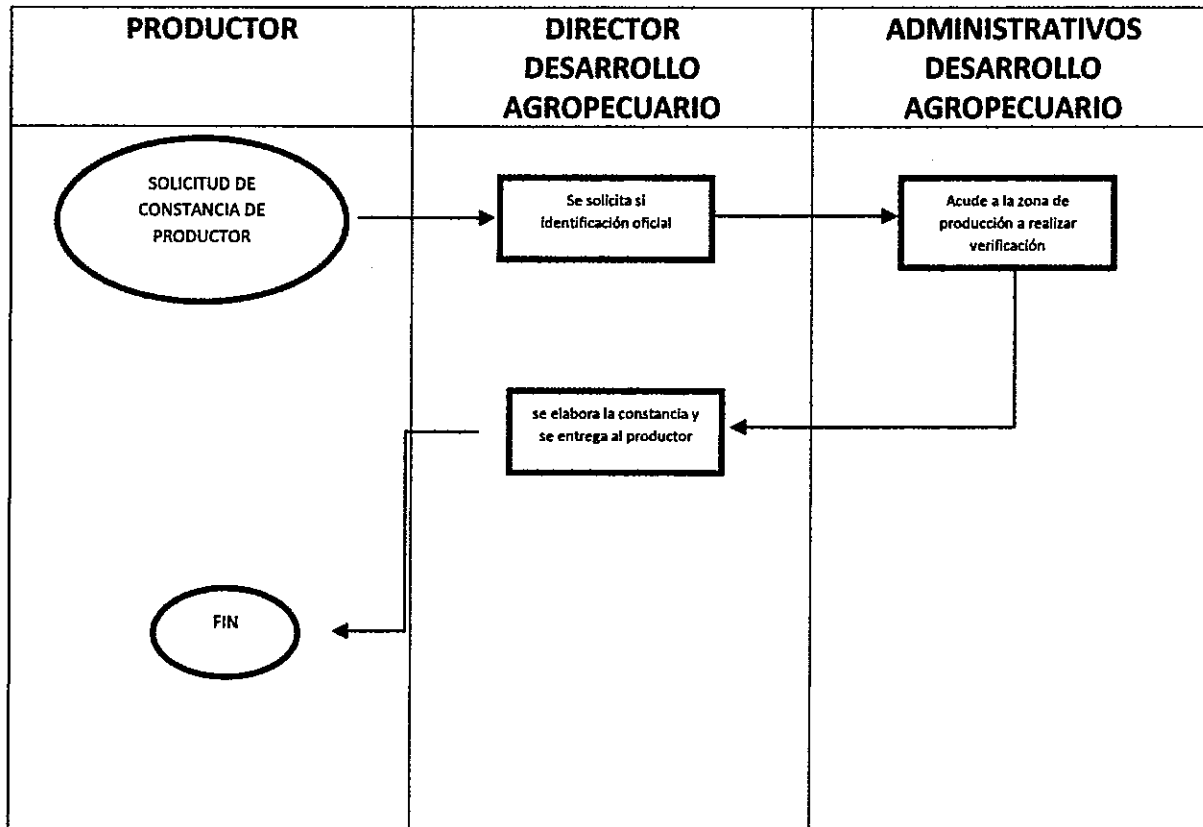 PRODUCTOR
DIRECTOR
DESARROLLO
AGROPECUARIO
ADMINISTRATIVOS
DESARROLLO
AGROPECUARIO
SOLICITUD DE
CONSTANCIA DE
PRODUCTOR
Se solicita si
identificación oficial
Acude a la zona de
producción a realizar
verificación
se elabora la constancia y
se entrega al productor
FIN